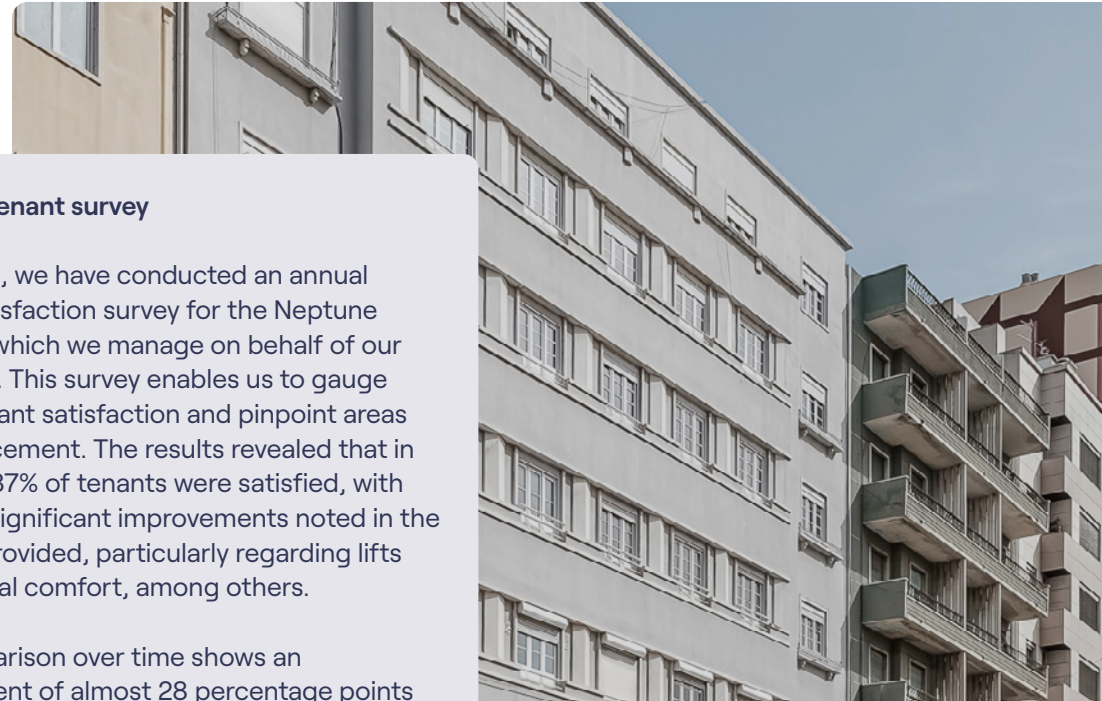 enant survey
, we have conducted an annual
sfaction survey for the Neptune
which we manage on behalf of our
. This survey enables us to gauge
ant satisfaction and pinpoint areas
cement. The results revealed that in
87% of tenants were satisfied, with
ignificant improvements noted in the
rovided, particularly regarding lifts
al comfort, among others.
arison over time shows an
ent of almost 28 percentage points